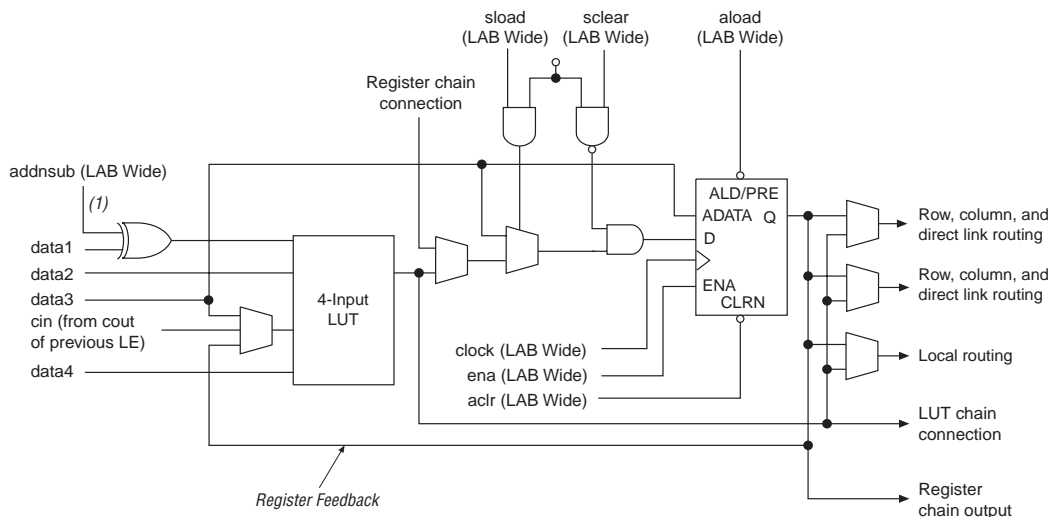 sload
(LAB Wide)
sclear
(LAB Wide)
aload
(LAB Wide)
Register chain
connection
addnsub (LAB Wide)
(1)
data1
data2
data3
cin (from cout
of previous LE)
data4
4-Input
LUT
ALD/PRE
ADATA Q
D
ENA
CLRN
clock (LAB Wide)
ena (LAB Wide)
aclr (LAB Wide)
Row, column, and
direct link routing
Row, column, and
direct link routing
Local routing
LUT chain
connection
Register
chain output
Register Feedback